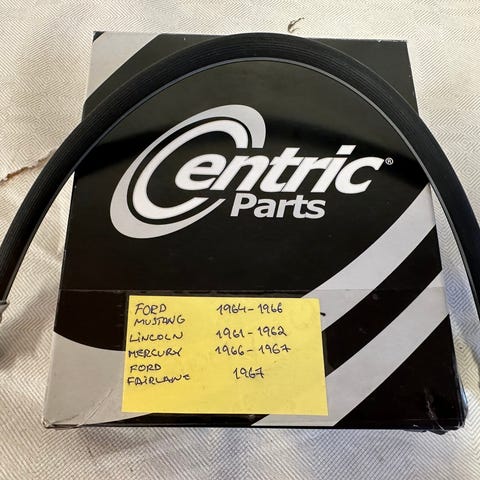 Centric®
Parts
FORD 1964-1966
MUSTANG
LINCOLN 1961-1962
MERCURY 1966-1967
FORD 1967
FAIRLANE